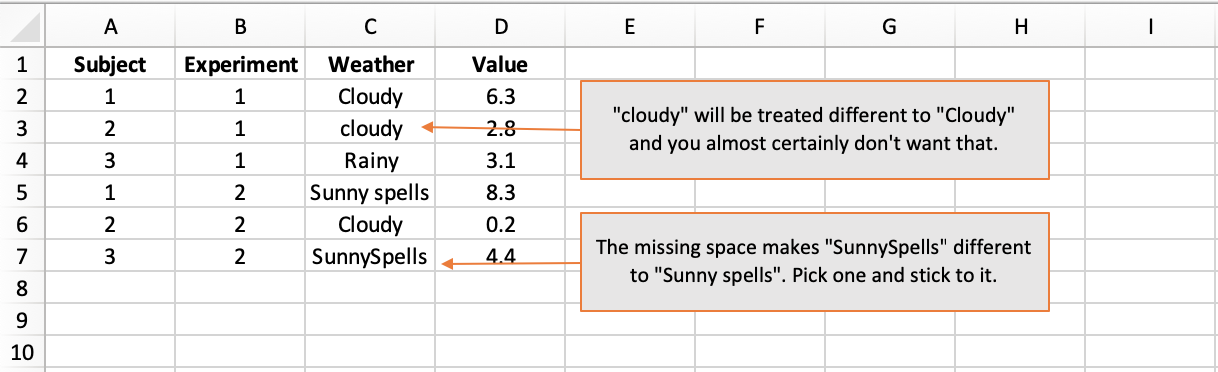 A B C D E F G H I
1 Subject Experiment Weather Value
2 1 1 Cloudy 6.3
3 2 1 cloudy 2.8
4 3 1 Rainy 3.1
5 1 2 Sunny spells 8.3
6 2 2 Cloudy 0.2
7 3 2 SunnySpells 4.4
8
9
10
"cloudy" will be treated different to "Cloudy"
and you almost certainly don't want that.
The missing space makes "SunnySpells" different
to "Sunny spells". Pick one and stick to it.